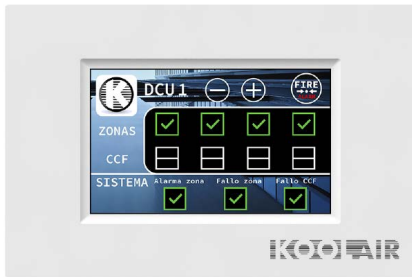 DCU 1
FIRE
ZONAS
CCF
SISTEMA Alarma zona Fallo zona Fallo CCF
KOOLAIR